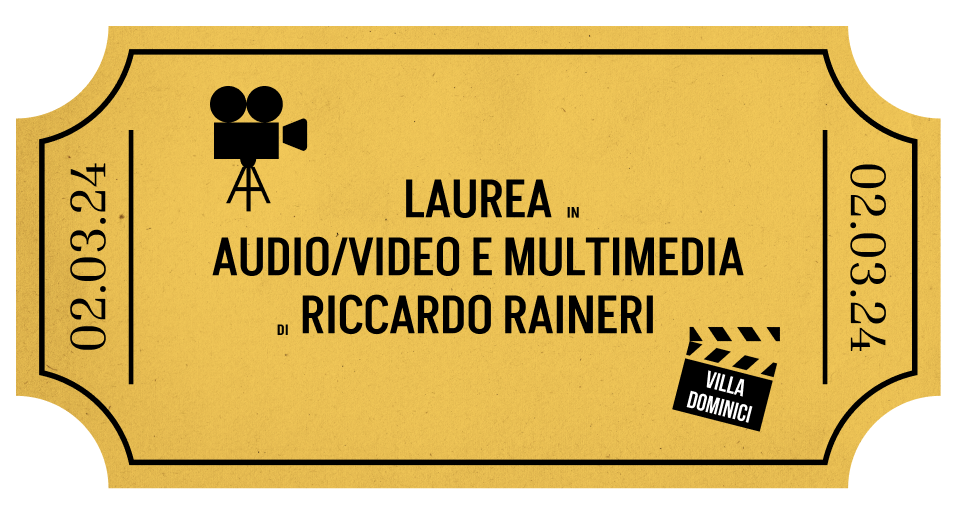 02.03.24
LAUREA IN
AUDIO/VIDEO E MULTIMEDIA
DI RICCARDO RAINERI
VILLA
DOMINICI
02.03.24